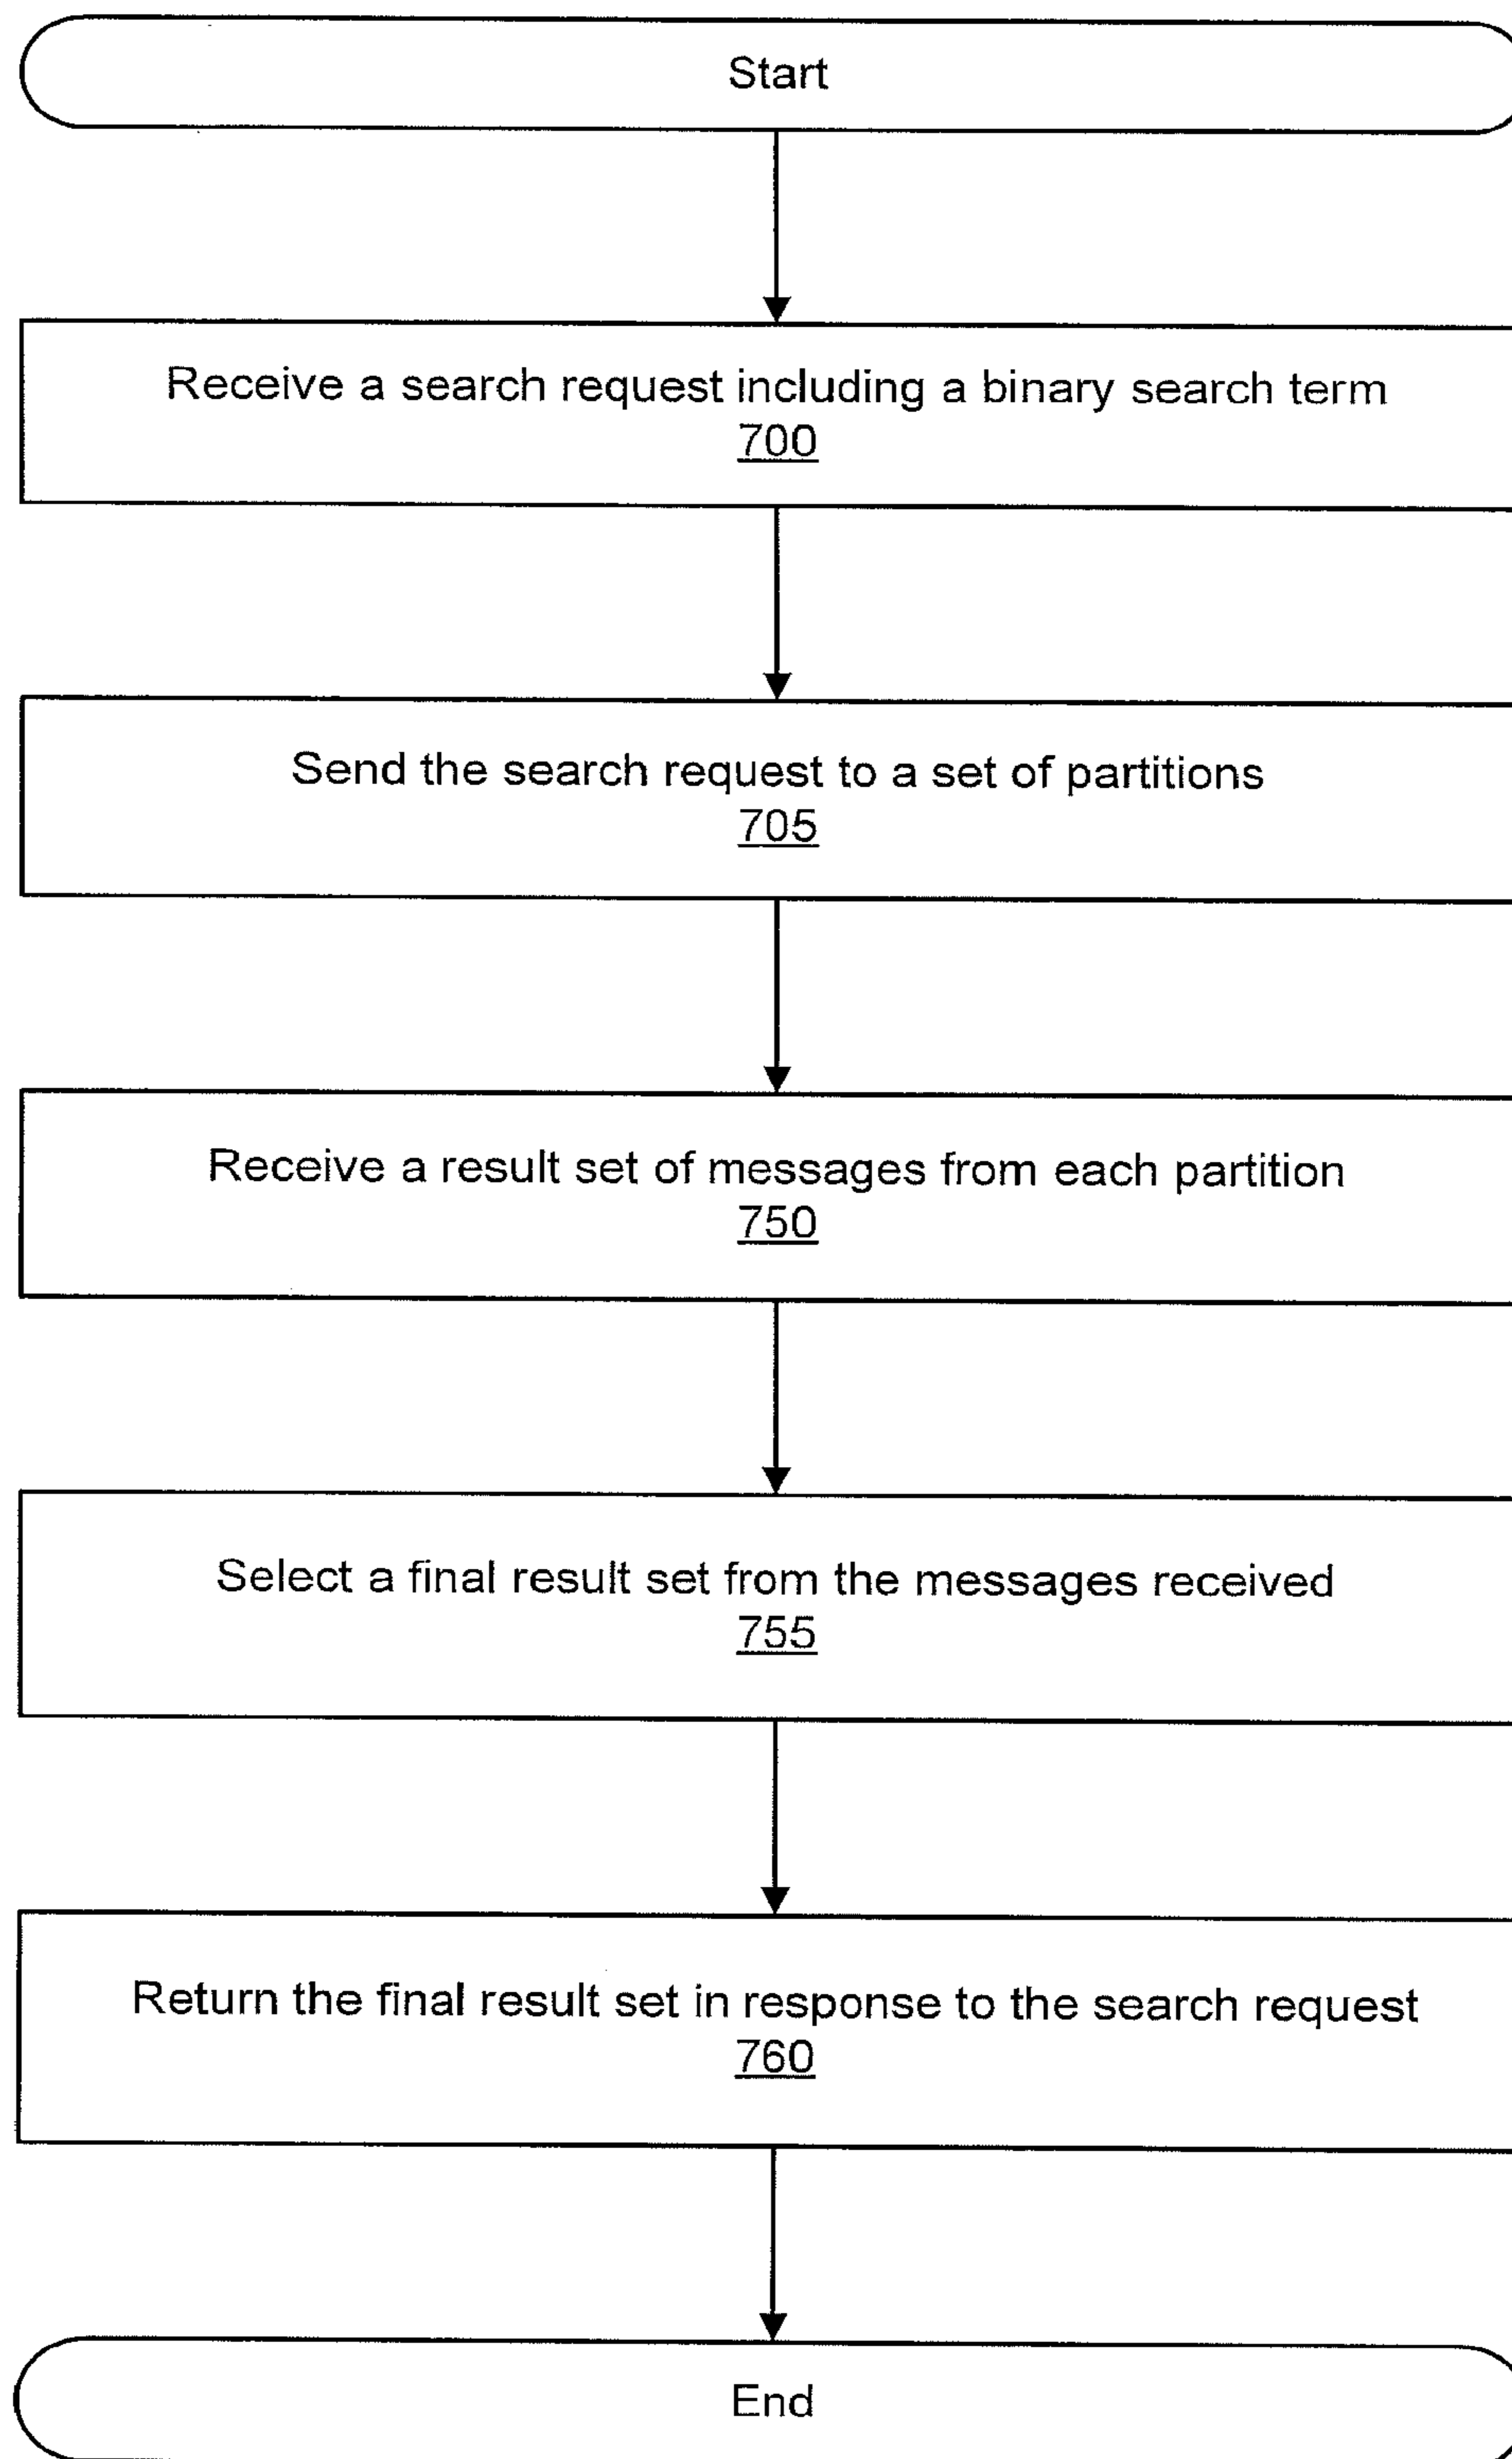 Start
Receive a search request including a binary search term
700
Send the search request to a set of partitions
705
Receive a result set of messages from each partition
750
Select a final result set from the messages received
755
Return the final result set in response to the search request
760
End